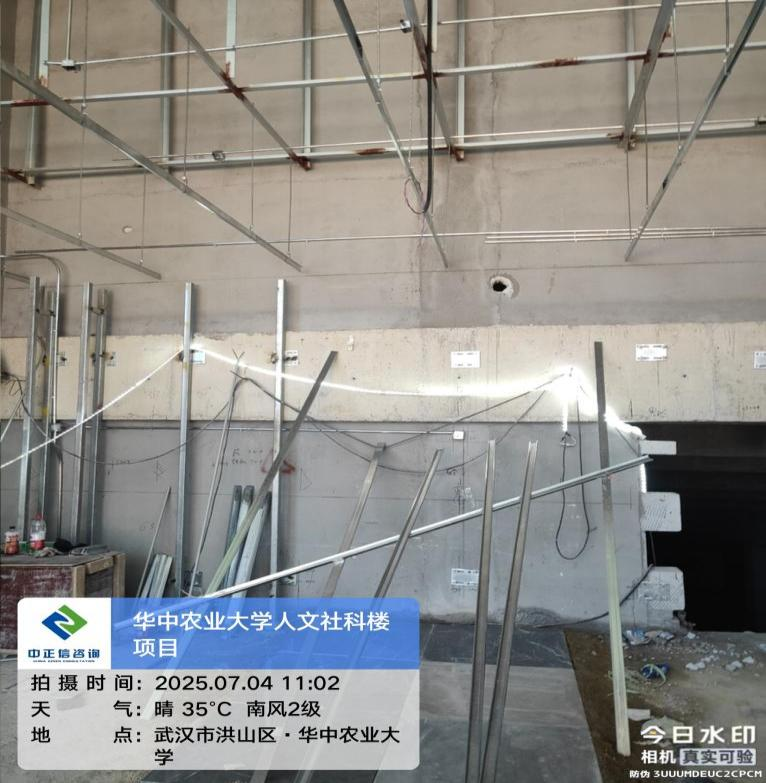 中正信咨询
华中农业大学人文社科楼
项目
拍摄时间：2025.07.04 11:02
天气：晴 35°C 南风2级
地点：武汉市洪山区·华中农业大
学
今日水印
相机 真实可验
防伪 3UUUMDEUC2CPCM